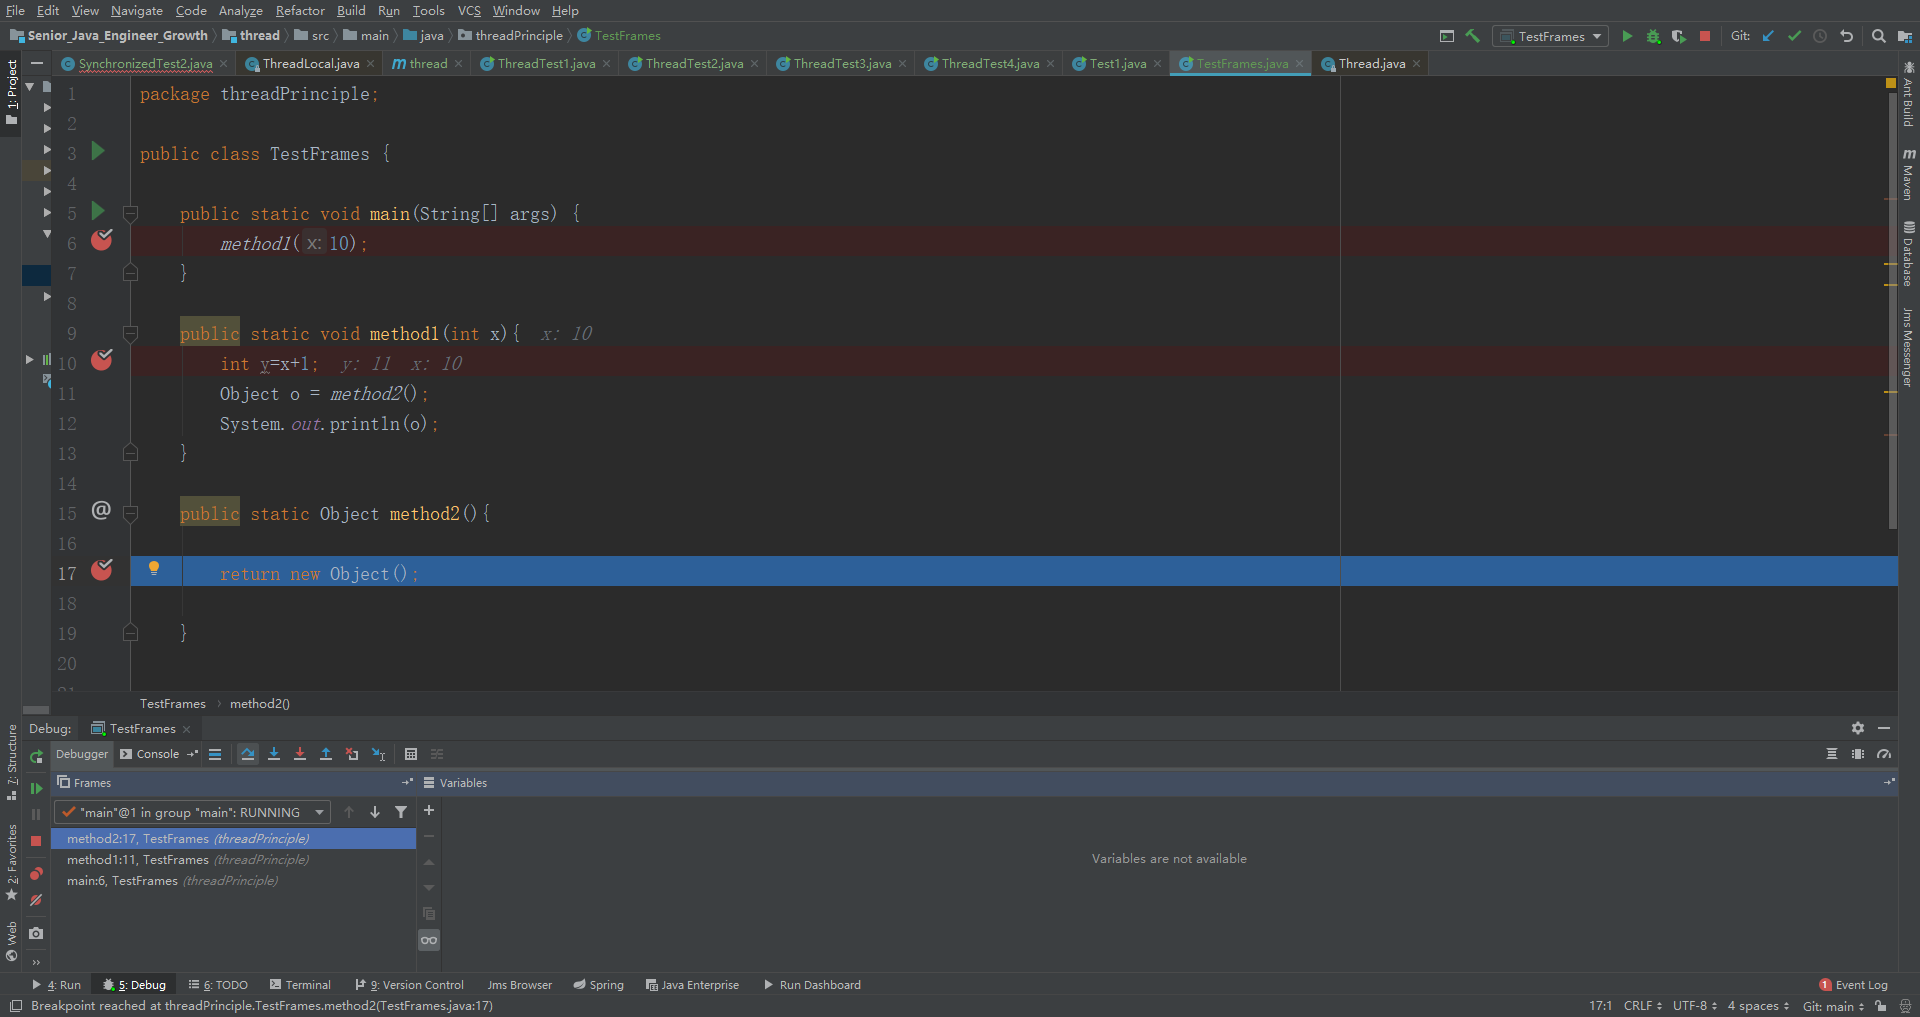 File Edit View Navigate Code Analyze Refactor Build Run Tools VCS Window Help
Senior_Java_Engineer_Growth thread src main java threadPrinciple TestFrames TestFrames Git:
SynchronizedTest2.java ThreadLocal.java thread ThreadTest1.java ThreadTest2.java ThreadTest3.java ThreadTest4.java Test1.java TestFrames.java Thread.java
1: Project
1 package threadPrinciple;
2
3 public class TestFrames {
4
5 public static void main(String[] args) {
6 method1( x: 10);
7 }
8
9 public static void method1(int x){ x: 10
10 int y=x+1; y: 11 x: 10
11 Object o = method2();
12 System.out.println(o);
13 }
14
15 @ public static Object method2(){
16
17 return new Object();
18
19 }
20
21
Ant Build
Maven
Database
Jms Messenger
TestFrames method2()
Debug: TestFrames
Debugger Console
Frames Variables
"main"@1 in group "main": RUNNING
method2:17, TestFrames (threadPrinciple)
method1:11, TestFrames (threadPrinciple)
main:6, TestFrames (threadPrinciple)
Variables are not available
7: Structure
2: Favorites
Web
4: Run 5: Debug 6: TODO Terminal 9: Version Control Jms Browser Spring Java Enterprise Run Dashboard 1 Event Log
Breakpoint reached at threadPrinciple.TestFrames.method2(TestFrames.java:17) 17:1 CRLF UTF-8 4 spaces Git: main